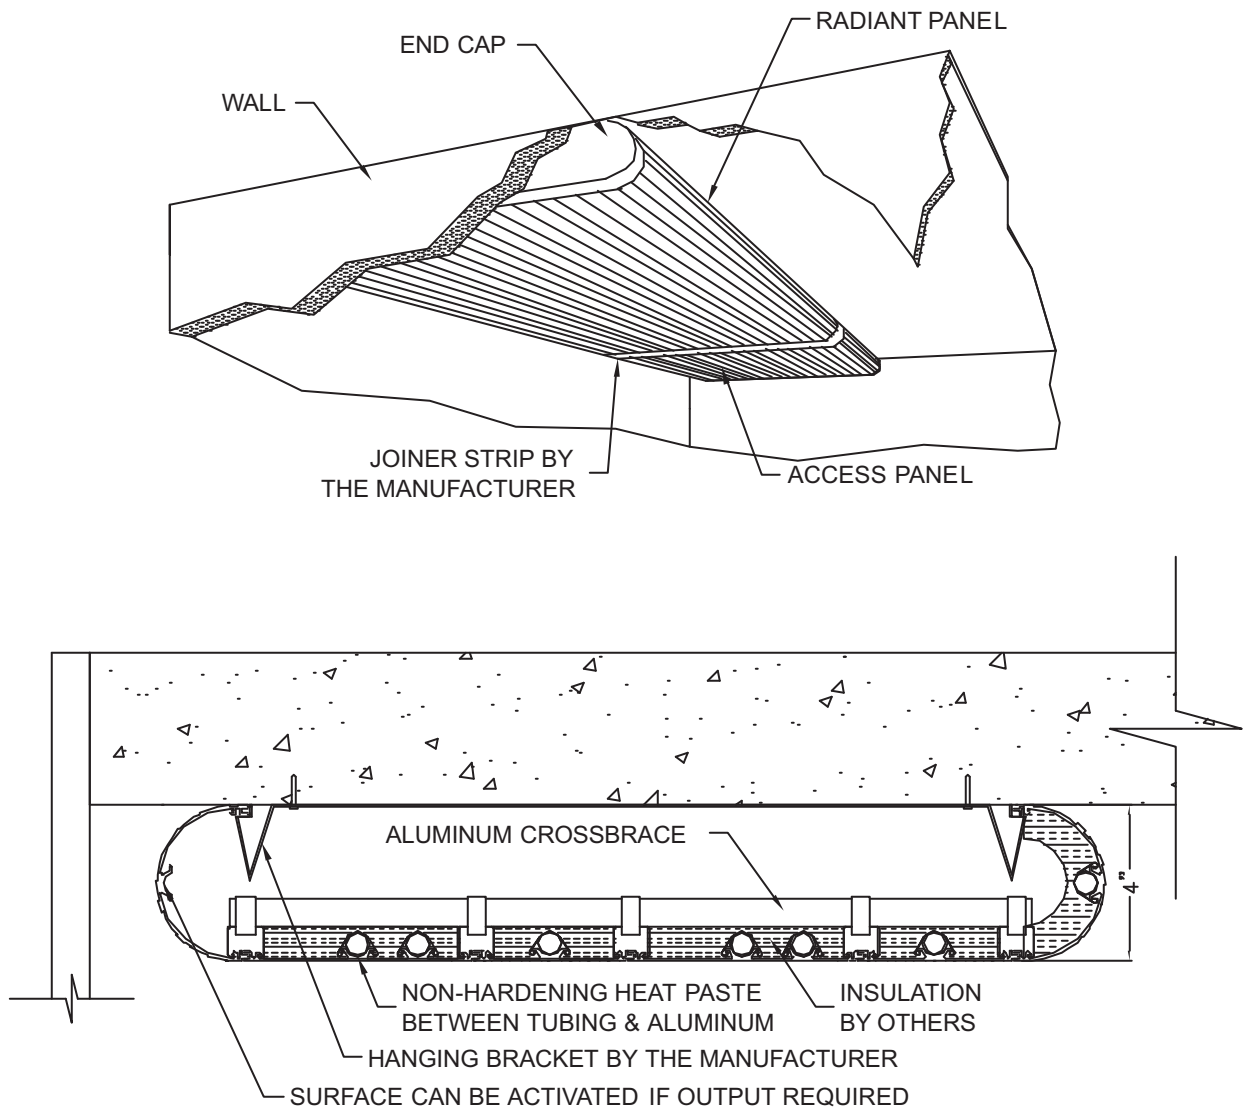 RADIANT PANEL
END CAP
WALL
JOINER STRIP BY
THE MANUFACTURER
ACCESS PANEL
ALUMINUM CROSSBRACE
4"
NON-HARDENING HEAT PASTE
BETWEEN TUBING & ALUMINUM
INSULATION
BY OTHERS
HANGING BRACKET BY THE MANUFACTURER
SURFACE CAN BE ACTIVATED IF OUTPUT REQUIRED